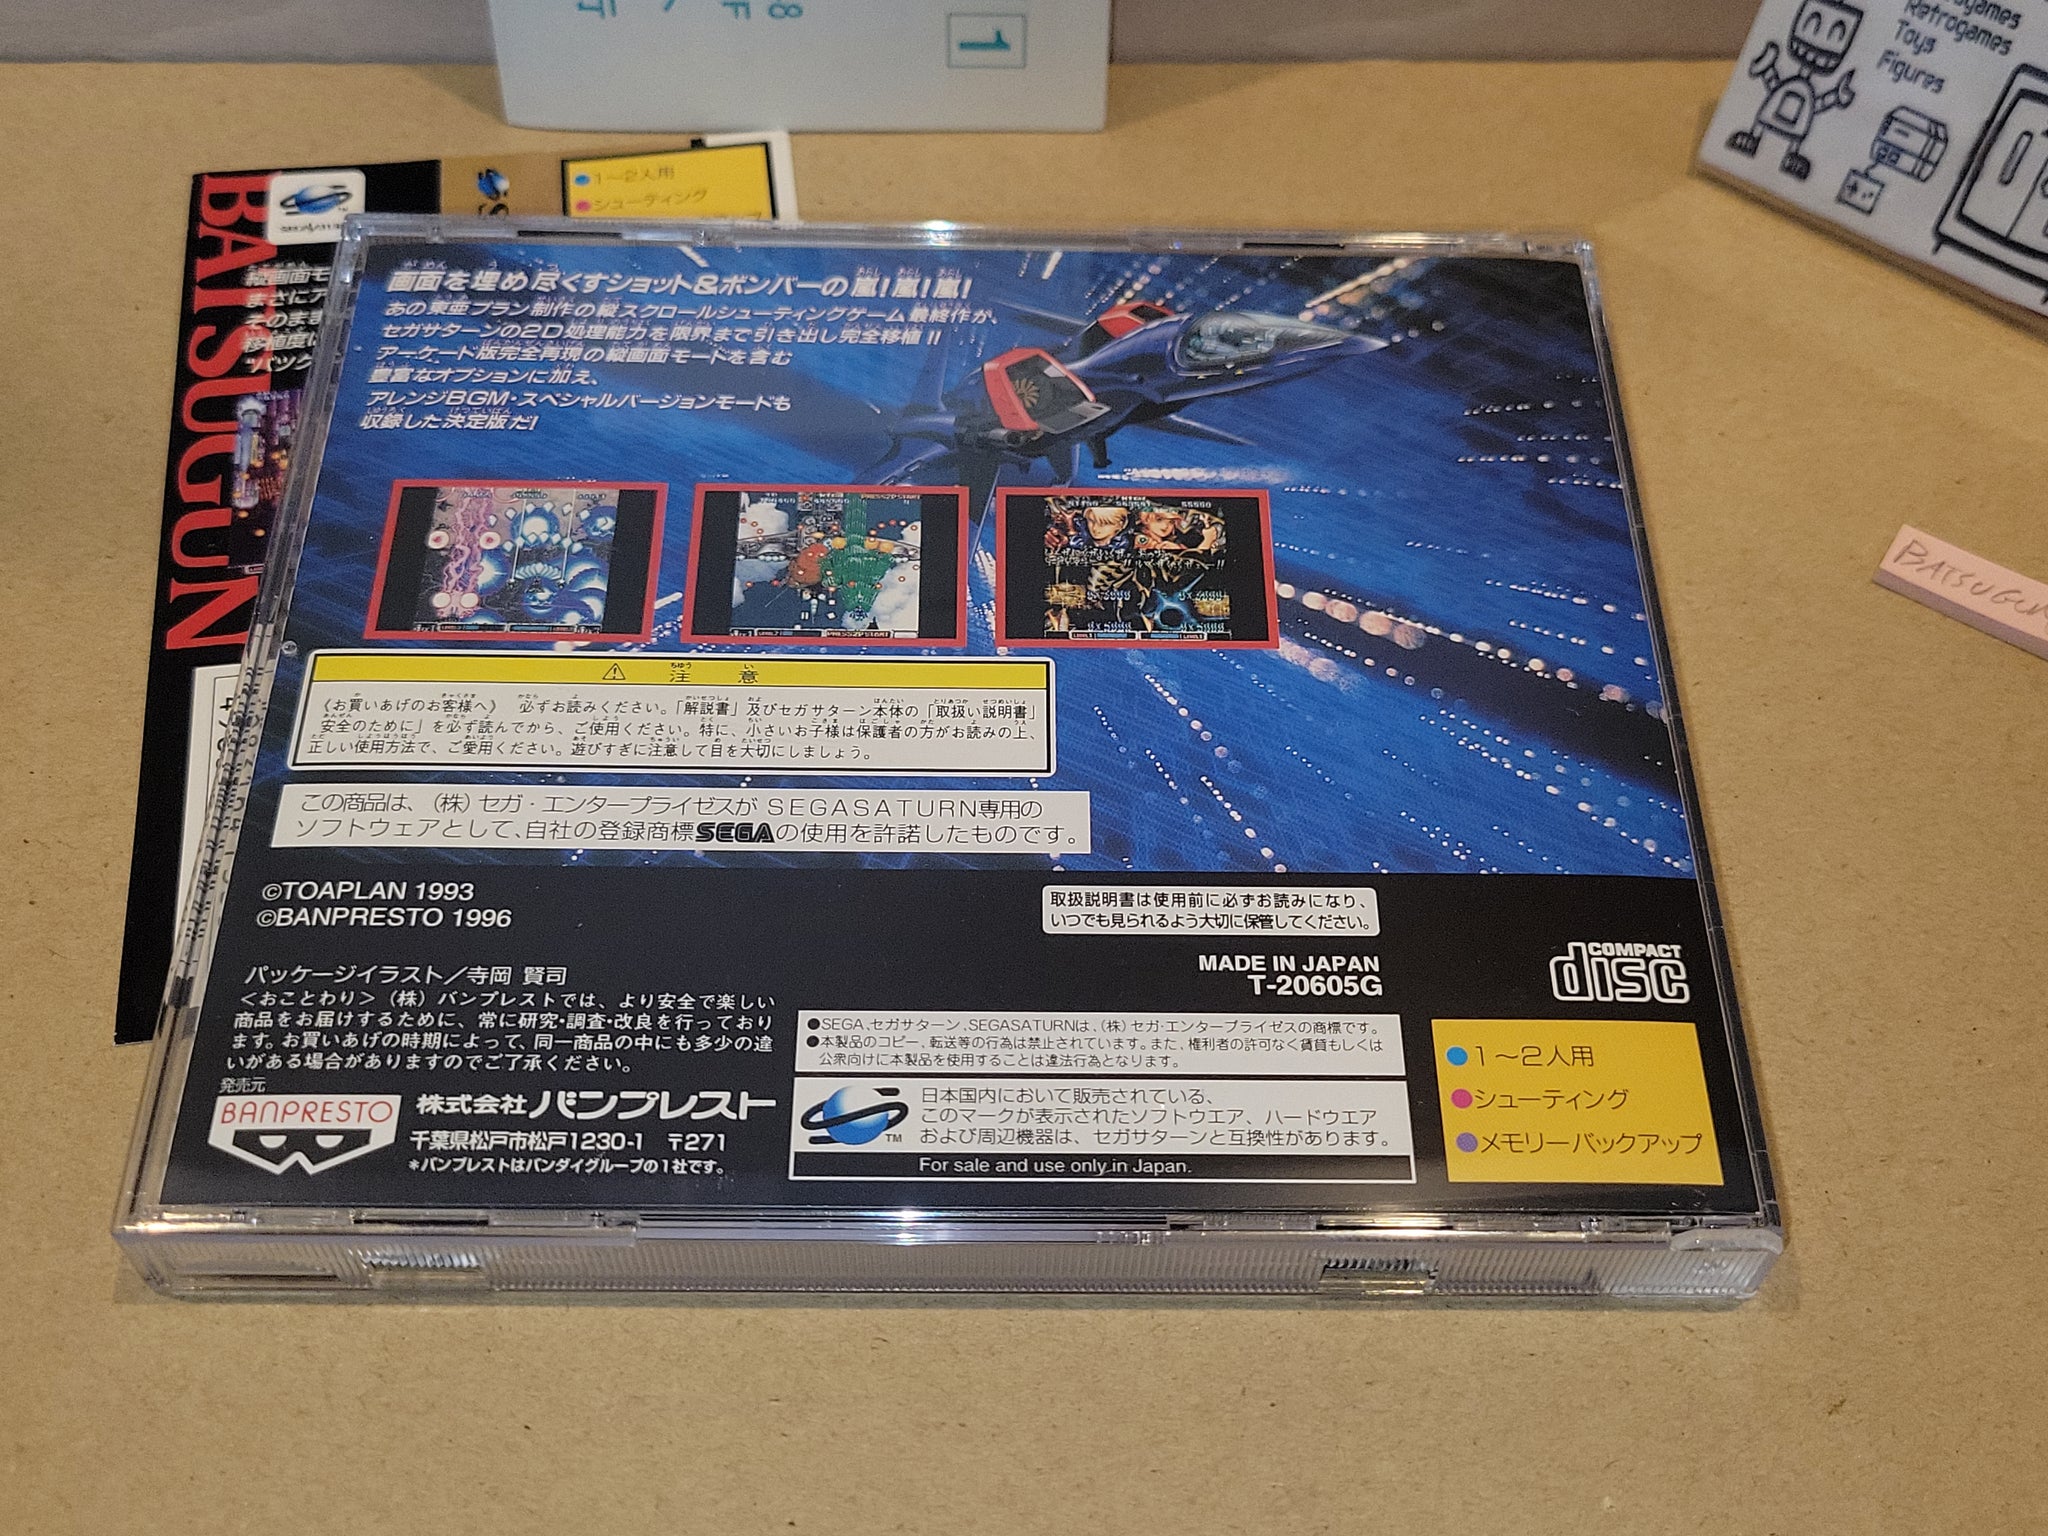 Retrogames
Toys
Figures
1
BATSUGUN
1～2人用
シューティング
BATSUGUN
縦画面モ
まさにア
そのまま
移植度は
バック
画面を埋め尽くすショット&ボンバーの嵐!嵐!嵐!
あの東亜プラン制作の縦スクロールシューティングゲーム最終作が、
セガサターンの2D処理能力を限界まで引き出し完全移植!!
アーケード版完全再現の縦画面モードを含む
豊富なオプションに加え、
アレンジBGM・スペシャルバージョンモードも
収録した決定版だ!
⚠ 注意
《お買いあげのお客様へ》 必ずお読みください。「解説書」及びセガサターン本体の「取扱い説明書」
安全のために」を必ず読んでから、ご使用ください。特に、小さいお子様は保護者の方がお読みの上、
正しい使用方法で、ご愛用ください。遊びすぎに注意して目を大切にしましょう。
この商品は、(株)セガ・エンタープライゼスがSEGASATURN専用の
ソフトウェアとして、自社の登録商標SEGAの使用を許諾したものです。
©TOAPLAN 1993
©BANPRESTO 1996
取扱説明書は使用前に必ずお読みになり、
いつでも見られるよう大切に保管してください。
MADE IN JAPAN
T-20605G
COMPACT
disc
パッケージイラスト／寺岡 賢司
<おことわり>(株)バンプレストでは、より安全で楽しい
商品をお届けするために、常に研究・調査・改良を行っており
ます。お買いあげの時期によって、同一商品の中にも多少の違
いがある場合がありますのでご了承ください。
発売元
BANPRESTO
株式会社バンプレスト
千葉県松戸市松戸1230-1 〒271
*バンプレストはバンダイグループの1社です。
●SEGA、セガサターン、SEGASATURNは、(株)セガ・エンタープライゼスの商標です。
●本製品のコピー、転送等の行為は禁止されています。また、権利者の許可なく賃貸もしくは
公衆向けに本製品を使用することは違法行為となります。
日本国内において販売されている、
このマークが表示されたソフトウエア、ハードウエア
および周辺機器は、セガサターンと互換性があります。
TM
For sale and use only in Japan.
●1～2人用
●シューティング
●メモリーバックアップ